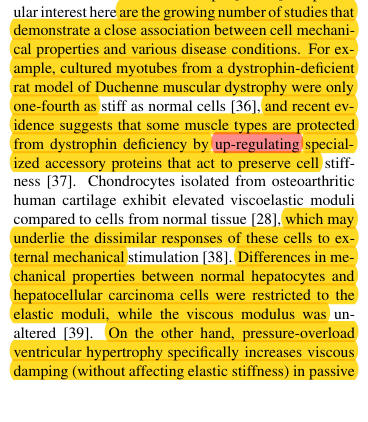 ular interest here are the growing number of studies that
demonstrate a close association between cell mechani-
cal properties and various disease conditions. For ex-
ample, cultured myotubes from a dystrophin-deficient
rat model of Duchenne muscular dystrophy were only
one-fourth as stiff as normal cells [36], and recent ev-
idence suggests that some muscle types are protected
from dystrophin deficiency by up-regulating special-
ized accessory proteins that act to preserve cell stiff-
ness [37]. Chondrocytes isolated from osteoarthritic
human cartilage exhibit elevated viscoelastic moduli
compared to cells from normal tissue [28], which may
underlie the dissimilar responses of these cells to ex-
ternal mechanical stimulation [38]. Differences in me-
chanical properties between normal hepatocytes and
hepatocellular carcinoma cells were restricted to the
elastic moduli, while the viscous modulus was un-
altered [39]. On the other hand, pressure-overload
ventricular hypertrophy specifically increases viscous
damping (without affecting elastic stiffness) in passive